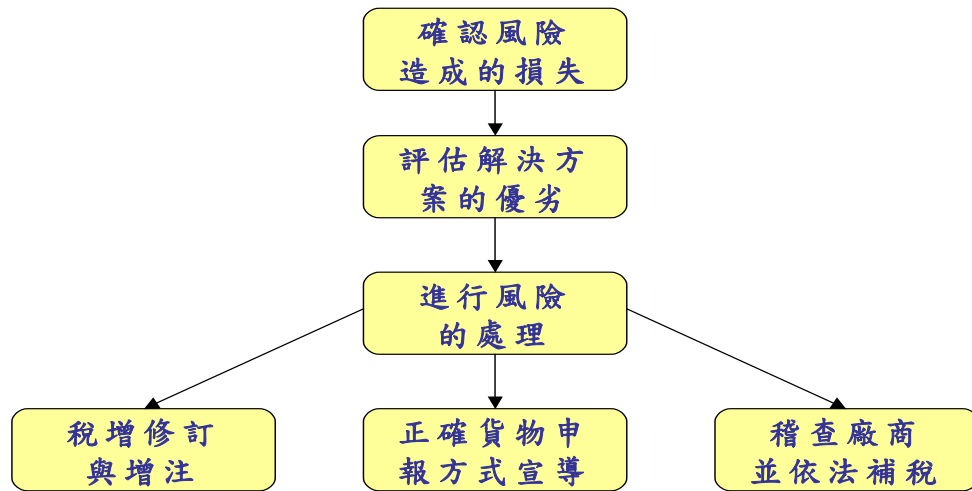 確認風險
造成的損失
評估解決方
案的優劣
進行風險
的處理
稅增修訂
與增注
正確貨物申
報方式宣導
稽查廠商
並依法補稅